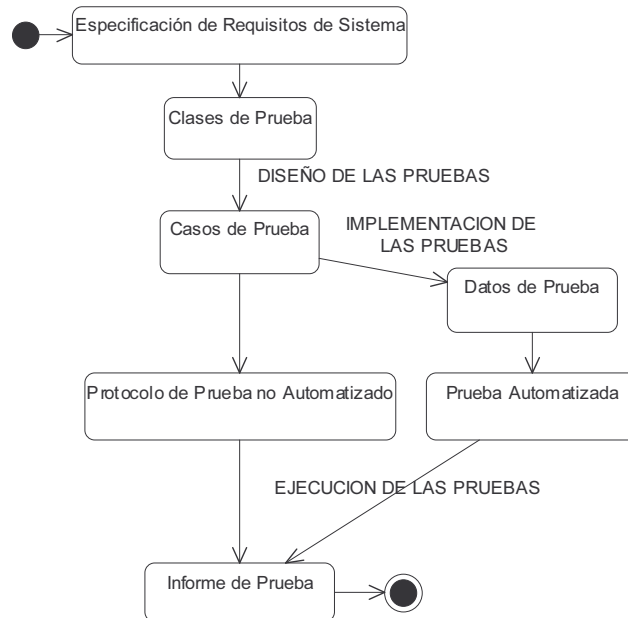 Especificación de Requisitos de Sistema
Clases de Prueba
DISEÑO DE LAS PRUEBAS
Casos de Prueba
IMPLEMENTACION DE
LAS PRUEBAS
Datos de Prueba
Protocolo de Prueba no Automatizado
Prueba Automatizada
EJECUCION DE LAS PRUEBAS
Informe de Prueba